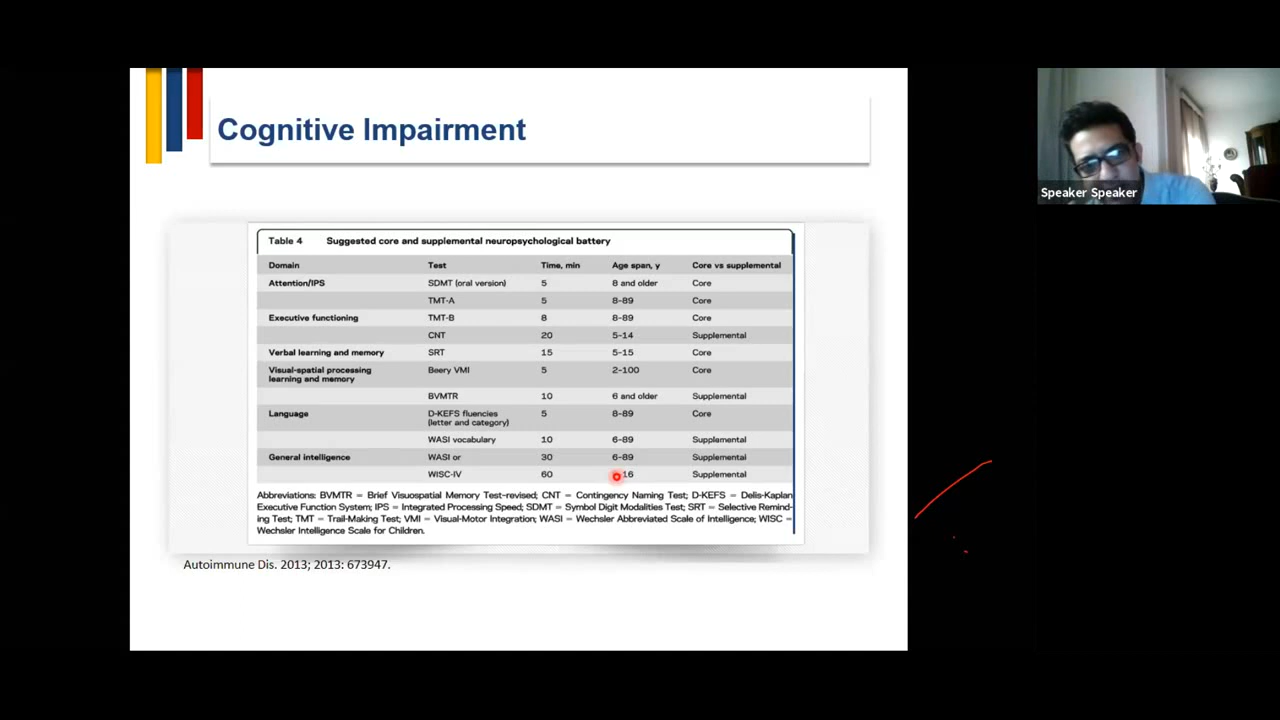 Cognitive Impairment
Speaker Speaker
Table 4 Suggested core and supplemental neuropsychological battery
Domain Test Time, min Age span, y Core vs supplemental
Attention/IPS SDMT (oral version) 5 8 and older Core
TMT-A 5 8-89 Core
Executive functioning TMT-B 8 8-89 Core
CNT 20 5-14 Supplemental
Verbal learning and memory SRT 15 5-15 Core
Visual-spatial processing Beery VMI 5 2-100 Core
learning and memory
BVMTR 10 6 and older Supplemental
Language D-KEFS fluencies 5 8-89 Core
(letter and category)
WASI vocabulary 10 6-89 Supplemental
General intelligence WASI or 30 6-89 Supplemental
WISC-IV 60 16 Supplemental
Abbreviations: BVMTR = Brief Visuospatial Memory Test-revised; CNT = Contingency Naming Test; D-KEFS = Delis-Kaplan
Executive Function System; IPS = Integrated Processing Speed; SDMT = Symbol Digit Modalities Test; SRT = Selective Remind-
ing Test; TMT = Trail-Making Test; VMI = Visual-Motor Integration; WASI = Wechsler Abbreviated Scale of Intelligence; WISC =
Wechsler Intelligence Scale for Children.
Autoimmune Dis. 2013; 2013: 673947.